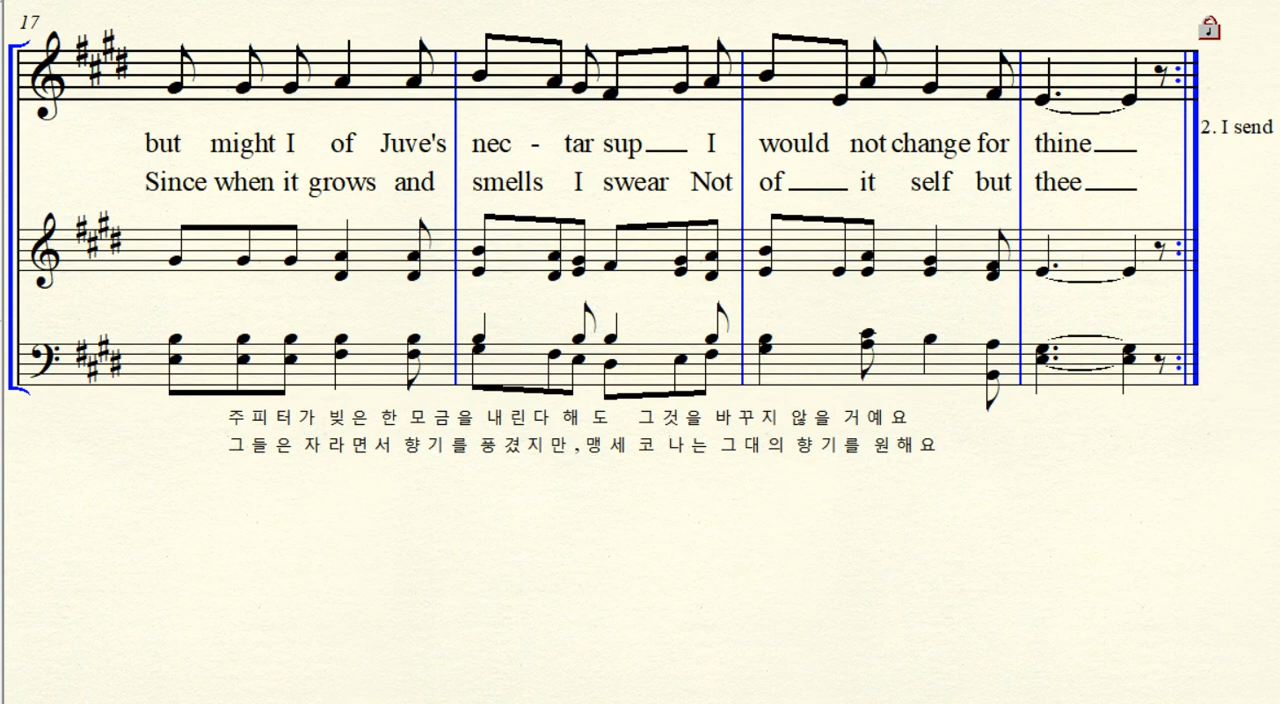 17
2. I send
but might I of Juve's nec - tar sup I would not change for thine
Since when it grows and smells I swear Not of it self but thee
주피터가 빚은 한 모금을 내린다 해도 그것을 바꾸지 않을 거예요
그들은 자라면서 향기를 풍겼지만, 맹세코 나는 그대의 향기를 원해요